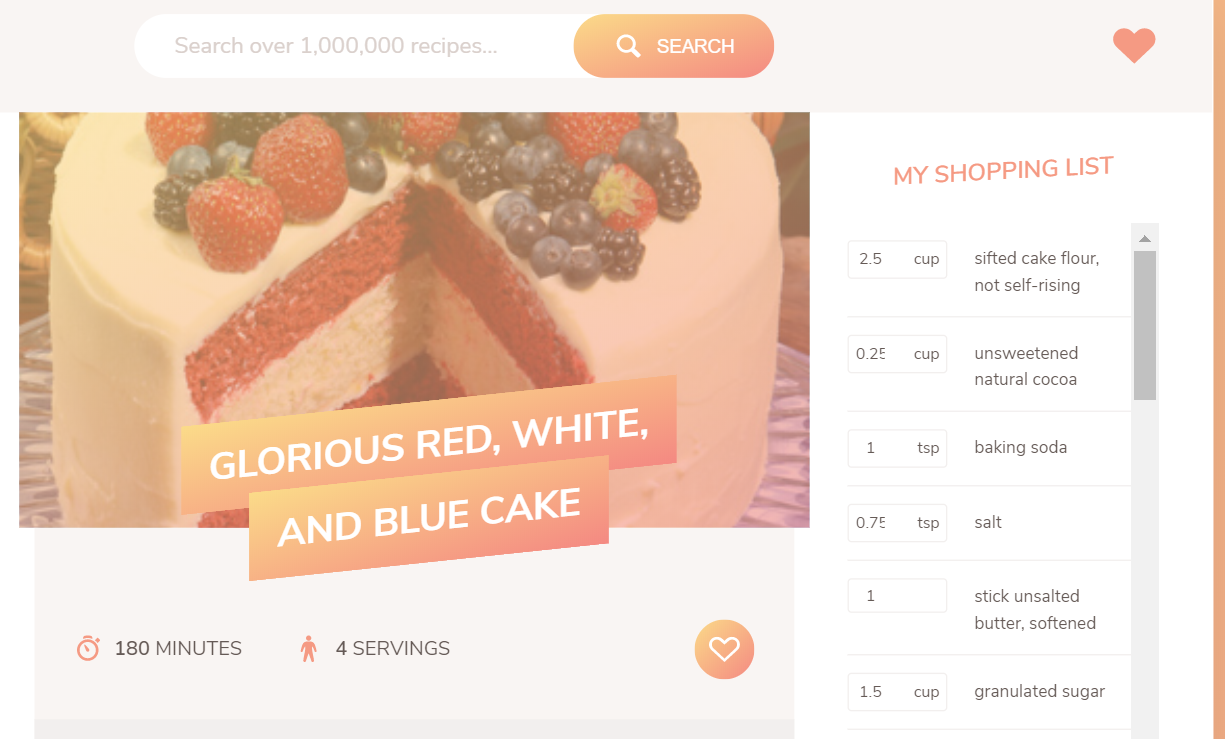 Search over 1,000,000 recipes...
SEARCH
GLORIOUS RED, WHITE,
AND BLUE CAKE
180 MINUTES
4 SERVINGS
MY SHOPPING LIST
2.5 cup sifted cake flour,
not self-rising
0.25 cup unsweetened
natural cocoa
1 tsp baking soda
0.75 tsp salt
1 stick unsalted
butter, softened
1.5 cup granulated sugar